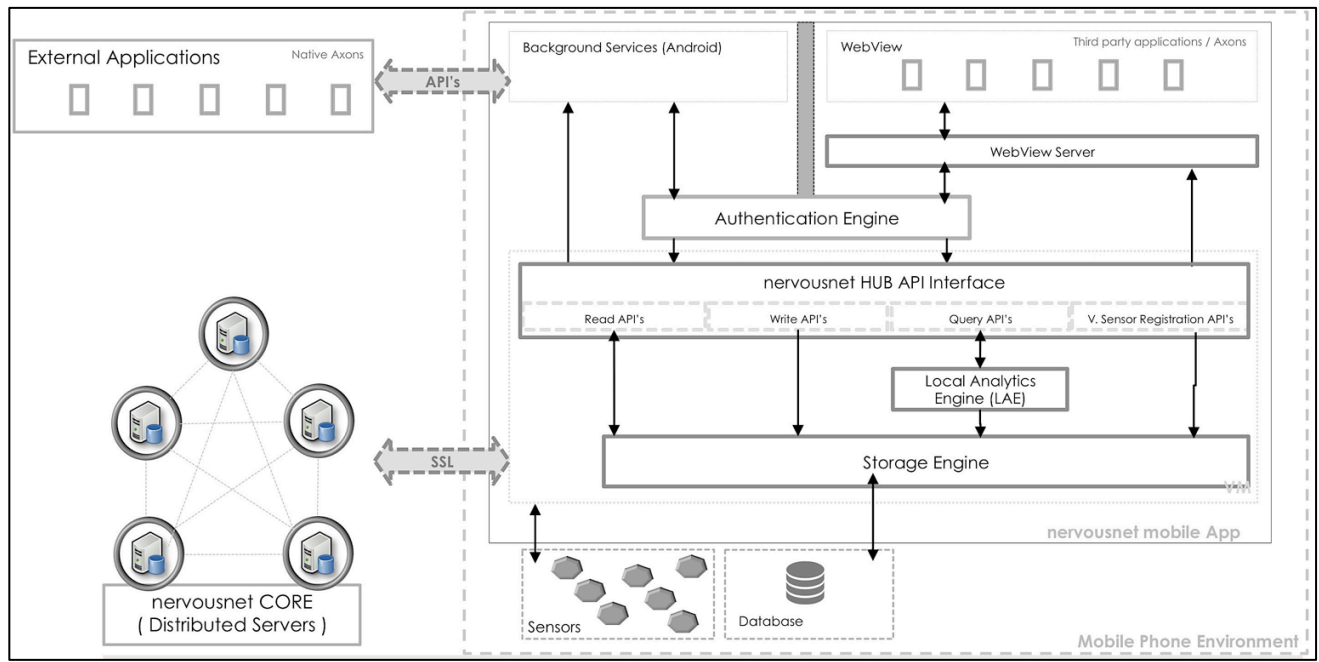 External Applications
Native Axons
API's
Background Services (Android)
WebView
Third party applications / Axons
WebView Server
Authentication Engine
nervousnet HUB API Interface
Read API's
Write API's
Query API's
V. Sensor Registration API's
Local Analytics
Engine (LAE)
SSL
Storage Engine
VM
nervousnet mobile App
nervousnet CORE
( Distributed Servers )
Sensors
Database
Mobile Phone Environment